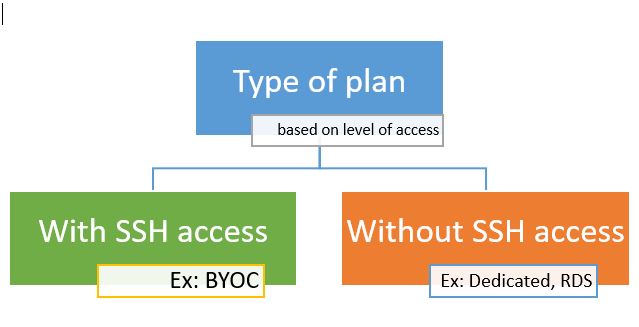 Type of plan
based on level of access
With SSH access
Ex: BYOC
Without SSH access
Ex: Dedicated, RDS